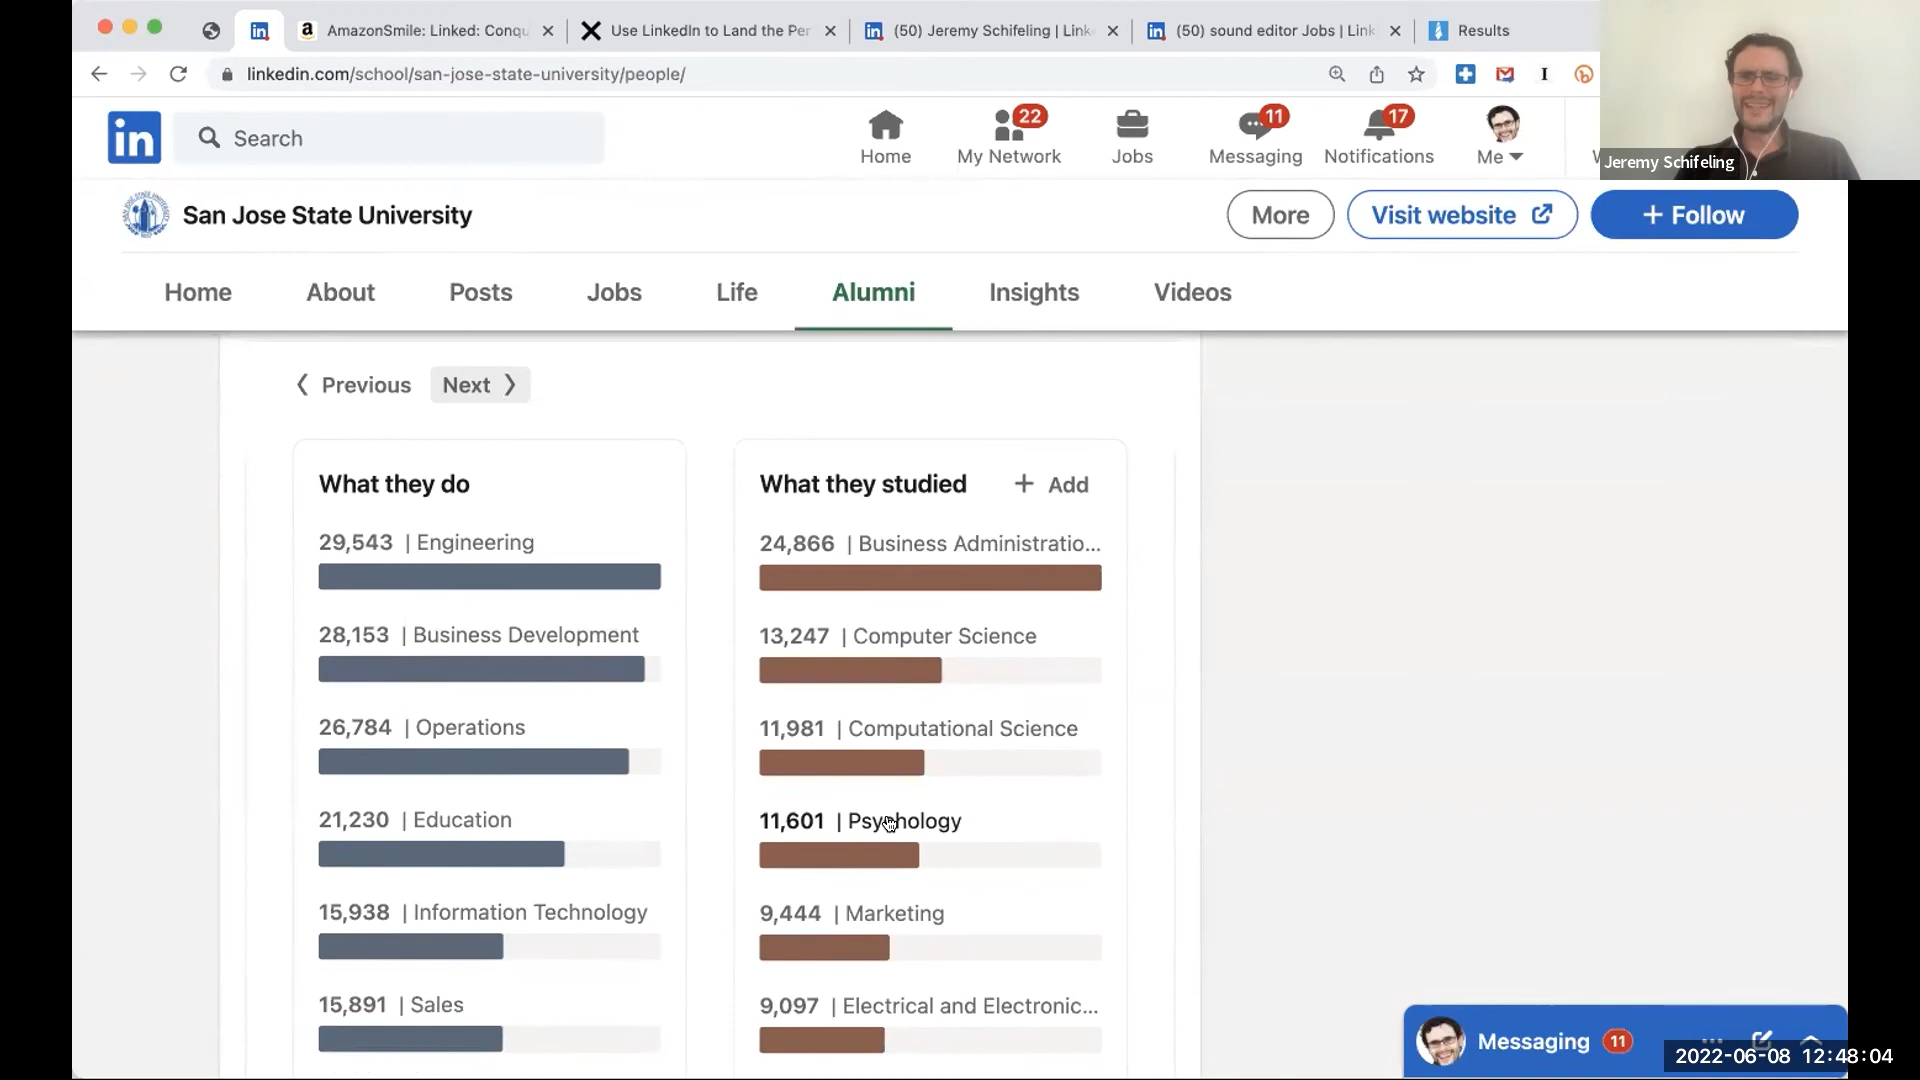 AmazonSmile: Linked: Conqu
Use LinkedIn to Land the Per
(50) Jeremy Schifeling | Link
(50) sound editor Jobs | Link
Results
linkedin.com/school/san-jose-state-university/people/
in
Search
Home
22
My Network
Jobs
11
Messaging
17
Notifications
Me
Jeremy Schifeling
San Jose State University
More
Visit website
+ Follow
Home
About
Posts
Jobs
Life
Alumni
Insights
Videos
Previous
Next
What they do
29,543 | Engineering
28,153 | Business Development
26,784 | Operations
21,230 | Education
15,938 | Information Technology
15,891 | Sales
What they studied
+ Add
24,866 | Business Administratio...
13,247 | Computer Science
11,981 | Computational Science
11,601 | Psychology
9,444 | Marketing
9,097 | Electrical and Electronic...
Messaging 11
2022-06-08 12:48:04